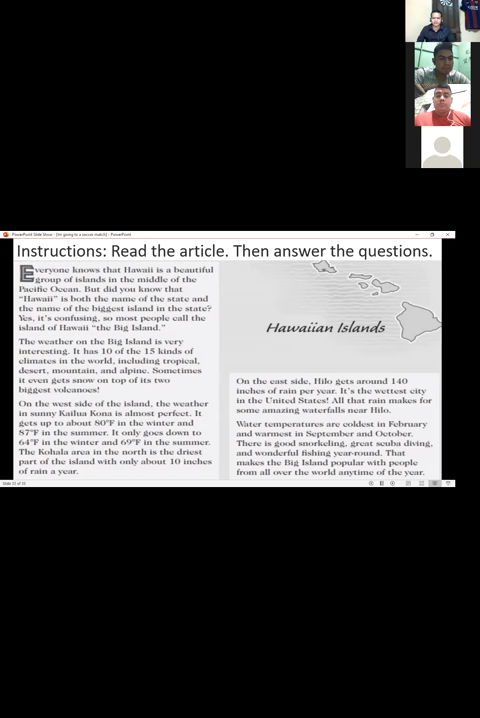 PowerPoint Slide Show - [Im going to a soccer match] - PowerPoint
Instructions: Read the article. Then answer the questions.
Everyone knows that Hawaii is a beautiful
group of islands in the middle of the
Pacific Ocean. But did you know that
“Hawaii” is both the name of the state and
the name of the biggest island in the state?
Yes, it’s confusing, so most people call the
island of Hawaii “the Big Island.”
The weather on the Big Island is very
interesting. It has 10 of the 15 kinds of
climates in the world, including tropical,
desert, mountain, and alpine. Sometimes
it even gets snow on top of its two
biggest volcanoes!
On the west side of the island, the weather
in sunny Kailua Kona is almost perfect. It
gets up to about 80°F in the winter and
87°F in the summer. It only goes down to
64°F in the winter and 69°F in the summer.
The Kohala area in the north is the driest
part of the island with only about 10 inches
of rain a year.
Hawaiian Islands
On the east side, Hilo gets around 140
inches of rain per year. It’s the wettest city
in the United States! All that rain makes for
some amazing waterfalls near Hilo.
Water temperatures are coldest in February
and warmest in September and October.
There is good snorkeling, great scuba diving,
and wonderful fishing year-round. That
makes the Big Island popular with people
from all over the world anytime of the year.